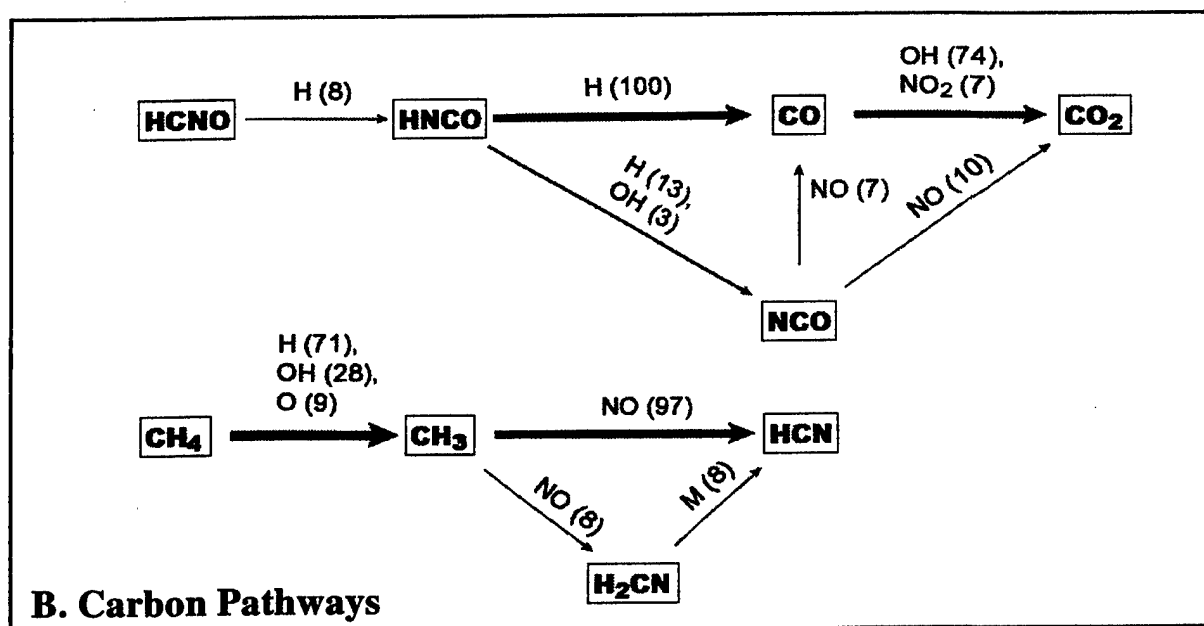 OH (74),
NO₂ (7)
H (8)
H (100)
HCNO
HNCO
CO
CO₂
H (13),
OH (3)
NO (7)
NO (10)
NCO
H (71),
OH (28),
O (9)
NO (97)
CH₄
CH₃
HCN
NO (8)
M (8)
H₂CN
B. Carbon Pathways